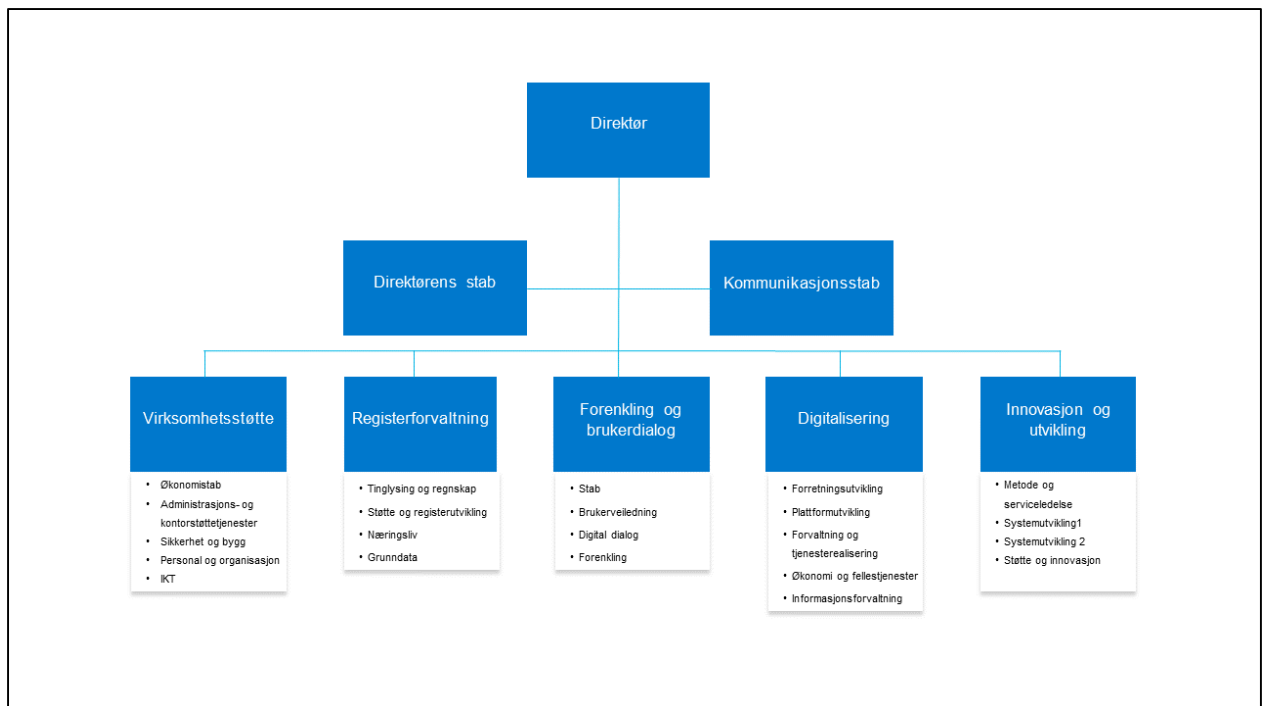 Direktør
Direktørens stab
Kommunikasjonsstab
Virksomhetsstøtte
• Økonomistab
• Administrasjons- og
kontorstøttetjenester
• Sikkerhet og bygg
• Personal og organisasjon
• IKT
Registerforvaltning
• Tinglysing og regnskap
• Støtte og registerutvikling
• Næringsliv
• Grunndata
Forenkling og
brukerdialog
• Stab
• Brukerveiledning
• Digital dialog
• Forenkling
Digitalisering
• Forretningsutvikling
• Plattformutvikling
• Forvaltning og
tjenesterealisering
• Økonomi og fellestjenester
• Informasjonsforvaltning
Innovasjon og
utvikling
• Metode og
serviceledelse
• Systemutvikling1
• Systemutvikling 2
• Støtte og innovasjon